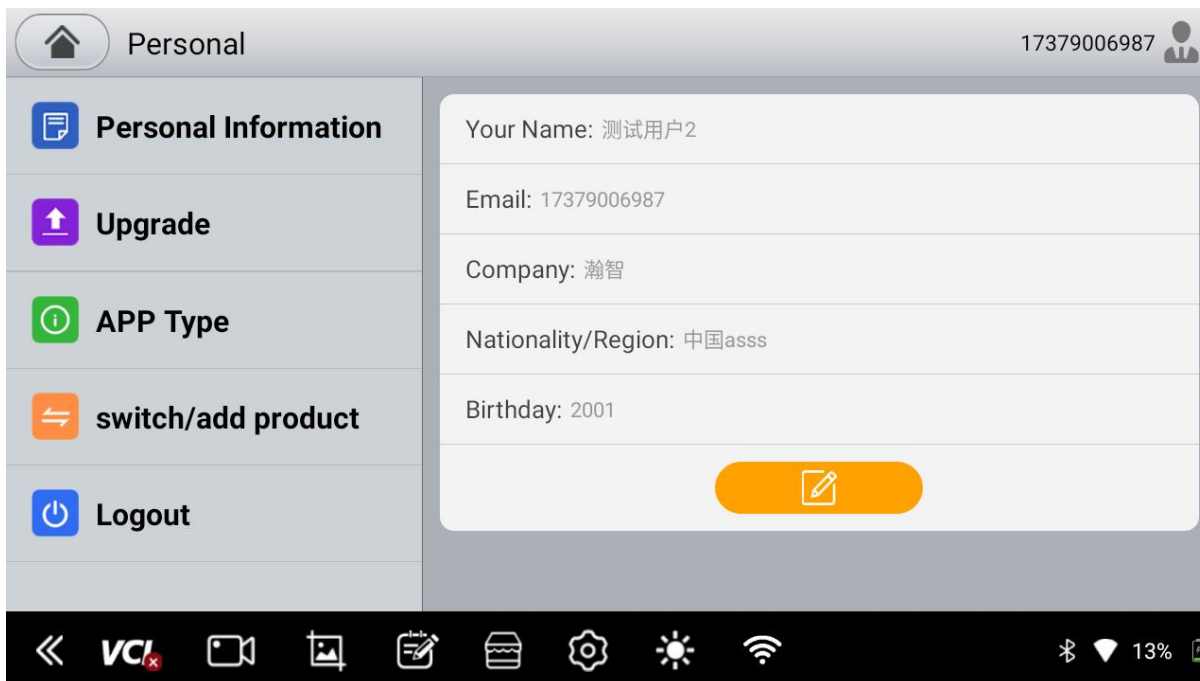 Personal
17379006987
Personal Information
Upgrade
APP Type
switch/add product
Logout
Your Name: 测试用户2
Email: 17379006987
Company: 瀚智
Nationality/Region: 中国asss
Birthday: 2001
VCI
13%